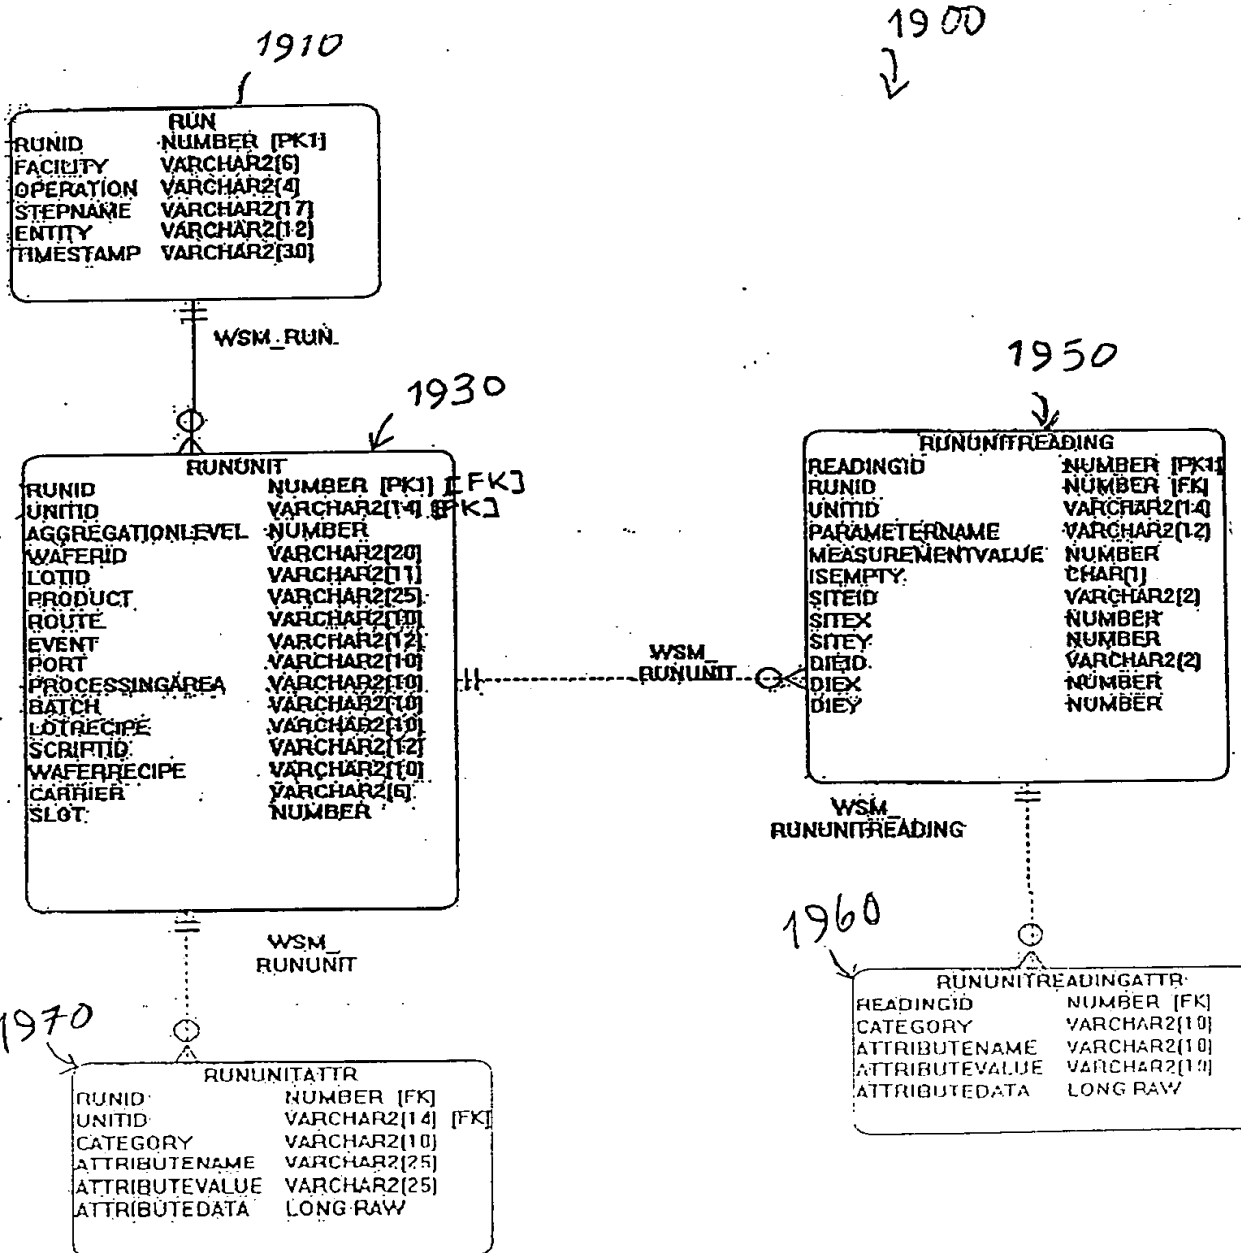 1900
1910
RUN
RUNID NUMBER [PK1]
FACILITY VARCHAR2[6]
OPERATION VARCHAR2[4]
STEPNAME VARCHAR2[17]
ENTITY VARCHAR2[12]
TIMESTAMP VARCHAR2[30]
WSM_RUN
1930
RUNUNIT
RUNID NUMBER [PK1] [FK]
UNITID VARCHAR2[14] [PK]
AGGREGATIONLEVEL NUMBER
WAFERID VARCHAR2[20]
LOTID VARCHAR2[11]
PRODUCT VARCHAR2[25]
ROUTE VARCHAR2[10]
EVENT VARCHAR2[12]
PORT VARCHAR2[10]
PROCESSINGAREA VARCHAR2[10]
BATCH VARCHAR2[10]
LOTRECIPE VARCHAR2[10]
SCRIPTID VARCHAR2[12]
WAFERRECIPE VARCHAR2[10]
CARRIER VARCHAR2[6]
SLOT NUMBER
WSM_
RUNUNIT
1950
RUNUNITREADING
READINGID NUMBER [PK1]
RUNID NUMBER [FK]
UNITID VARCHAR2[14]
PARAMETERNAME VARCHAR2[12]
MEASUREMENTVALUE NUMBER
ISEMPTY CHAR[1]
SITEID VARCHAR2[2]
SITEX NUMBER
SITEY NUMBER
DIEID VARCHAR2[2]
DIEX NUMBER
DIEY NUMBER
WSM_
RUNUNITREADING
WSM_
RUNUNIT
1960
RUNUNITREADINGATTR
READINGID NUMBER [FK]
CATEGORY VARCHAR2[10]
ATTRIBUTENAME VARCHAR2[10]
ATTRIBUTEVALUE VARCHAR2[10]
ATTRIBUTEDATA LONG RAW
1970
RUNUNITATTR
RUNID NUMBER [FK]
UNITID VARCHAR2[14] [FK]
CATEGORY VARCHAR2[10]
ATTRIBUTENAME VARCHAR2[25]
ATTRIBUTEVALUE VARCHAR2[25]
ATTRIBUTEDATA LONG RAW